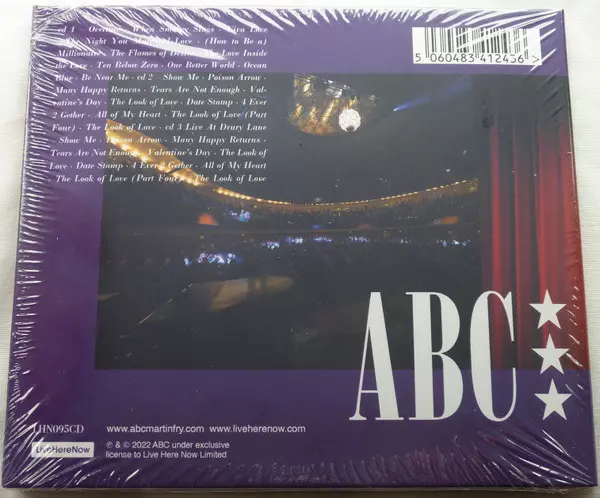 cd 1 · Overture · When Smokey Sings · Viva Love
· The Night You Murdered Love · (How to Be a)
Millionaire · The Flames of Desire · The Love Inside
the Love · Ten Below Zero · One Better World · Ocean
Blue · Be Near Me · cd 2 · Show Me · Poison Arrow ·
Many Happy Returns · Tears Are Not Enough · Val-
entine's Day · The Look of Love · Date Stamp · 4 Ever
2 Gether · All of My Heart · The Look of Love (Part
Four) · The Look of Love · cd 3 Live At Drury Lane
Show Me · Poison Arrow · Many Happy Returns ·
Tears Are Not Enough · Valentine's Day · The Look of
Love · Date Stamp · 4 Ever 2 Gether · All of My Heart
· The Look of Love (Part Four) · The Look of Love
5 060483 412456 >
ABC
LHN095CD
www.abcmartinfry.com www.liveherenow.com
LiveHereNow
℗ & © 2022 ABC under exclusive
license to Live Here Now Limited